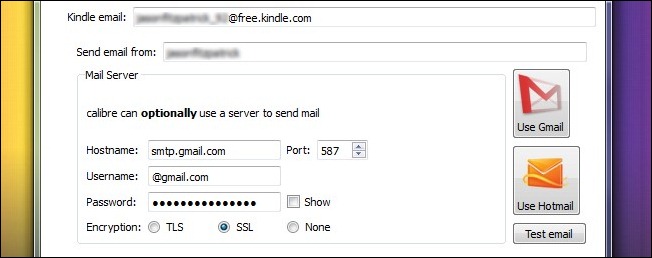 Kindle email: @free.kindle.com
Send email from:
Mail Server
calibre can optionally use a server to send mail
Hostname: smtp.gmail.com Port: 587
Username: @gmail.com
Password: ●●●●●●●●●●●●●●● Show
Encryption: TLS SSL None
Use Gmail
Use Hotmail
Test email